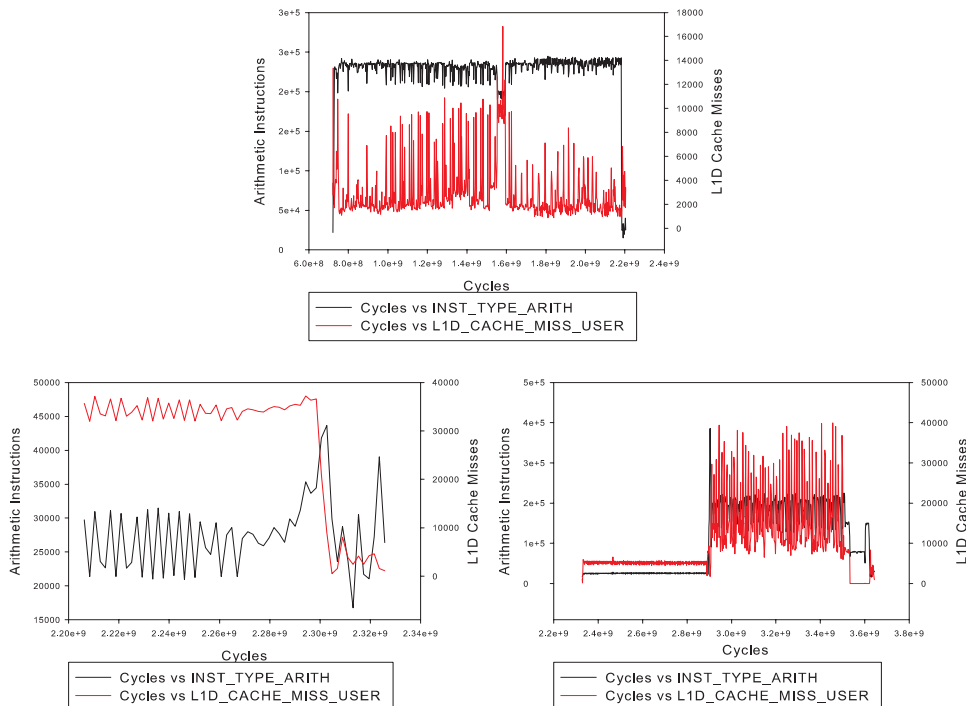 3e+5
3e+5
2e+5
2e+5
1e+5
5e+4
0
Arithmetic Instructions
18000
16000
14000
12000
10000
8000
6000
4000
2000
0
L1D Cache Misses
6.0e+8 8.0e+8 1.0e+9 1.2e+9 1.4e+9 1.6e+9 1.8e+9 2.0e+9 2.2e+9 2.4e+9
Cycles
Cycles vs INST_TYPE_ARITH
Cycles vs L1D_CACHE_MISS_USER
50000
45000
40000
35000
30000
25000
20000
15000
Arithmetic Instructions
40000
30000
20000
10000
0
L1D Cache Misses
2.20e+9 2.22e+9 2.24e+9 2.26e+9 2.28e+9 2.30e+9 2.32e+9 2.34e+9
Cycles
Cycles vs INST_TYPE_ARITH
Cycles vs L1D_CACHE_MISS_USER
5e+5
4e+5
3e+5
2e+5
1e+5
0
Arithmetic Instructions
50000
40000
30000
20000
10000
0
L1D Cache Misses
2.2e+9 2.4e+9 2.6e+9 2.8e+9 3.0e+9 3.2e+9 3.4e+9 3.6e+9 3.8e+9
Cycles
Cycles vs INST_TYPE_ARITH
Cycles vs L1D_CACHE_MISS_USER